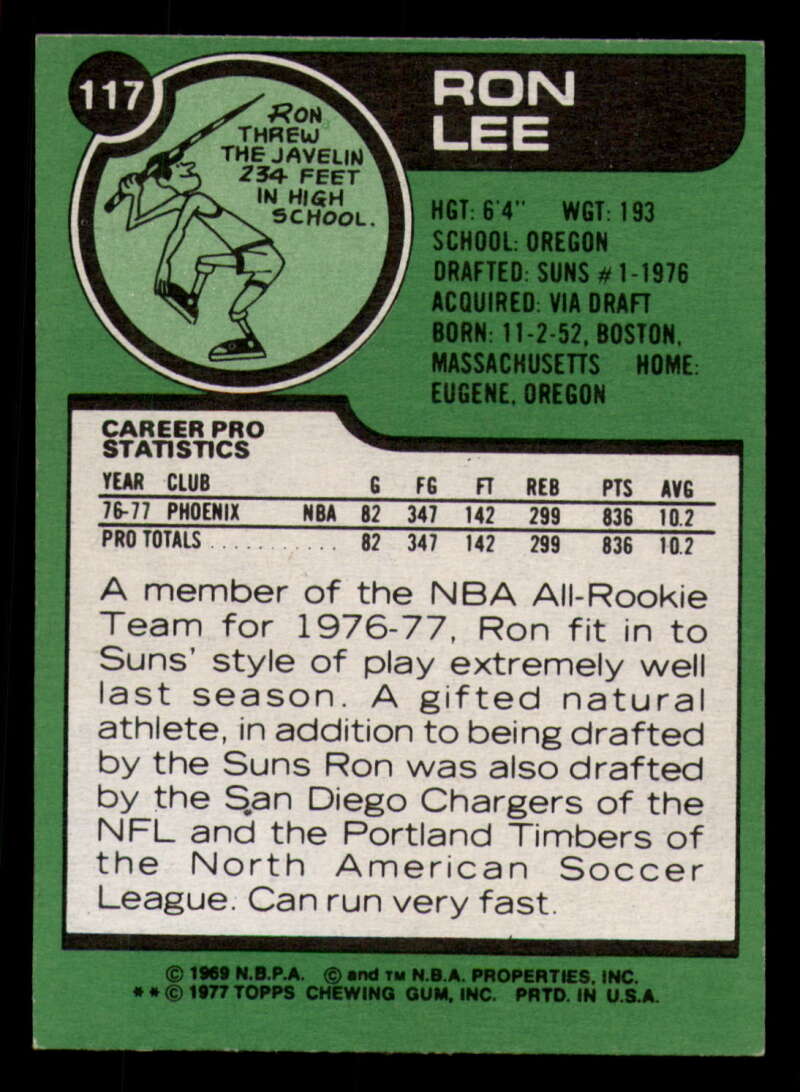 117
RON
THREW
THE JAVELIN
234 FEET
IN HIGH
SCHOOL.
RON
LEE
HGT: 6'4" WGT: 193
SCHOOL: OREGON
DRAFTED: SUNS #1-1976
ACQUIRED: VIA DRAFT
BORN: 11-2-52, BOSTON,
MASSACHUSETTS HOME:
EUGENE, OREGON
CAREER PRO
STATISTICS
YEAR CLUB G FG FT REB PTS AVG
76-77 PHOENIX NBA 82 347 142 299 836 10.2
PRO TOTALS ............ 82 347 142 299 836 10.2
A member of the NBA All-Rookie
Team for 1976-77, Ron fit in to
Suns' style of play extremely well
last season. A gifted natural
athlete, in addition to being drafted
by the Suns Ron was also drafted
by the San Diego Chargers of the
NFL and the Portland Timbers of
the North American Soccer
League. Can run very fast.
© 1969 N.B.P.A. © and TM N.B.A. PROPERTIES, INC.
**© 1977 TOPPS CHEWING GUM, INC. PRTD. IN U.S.A.